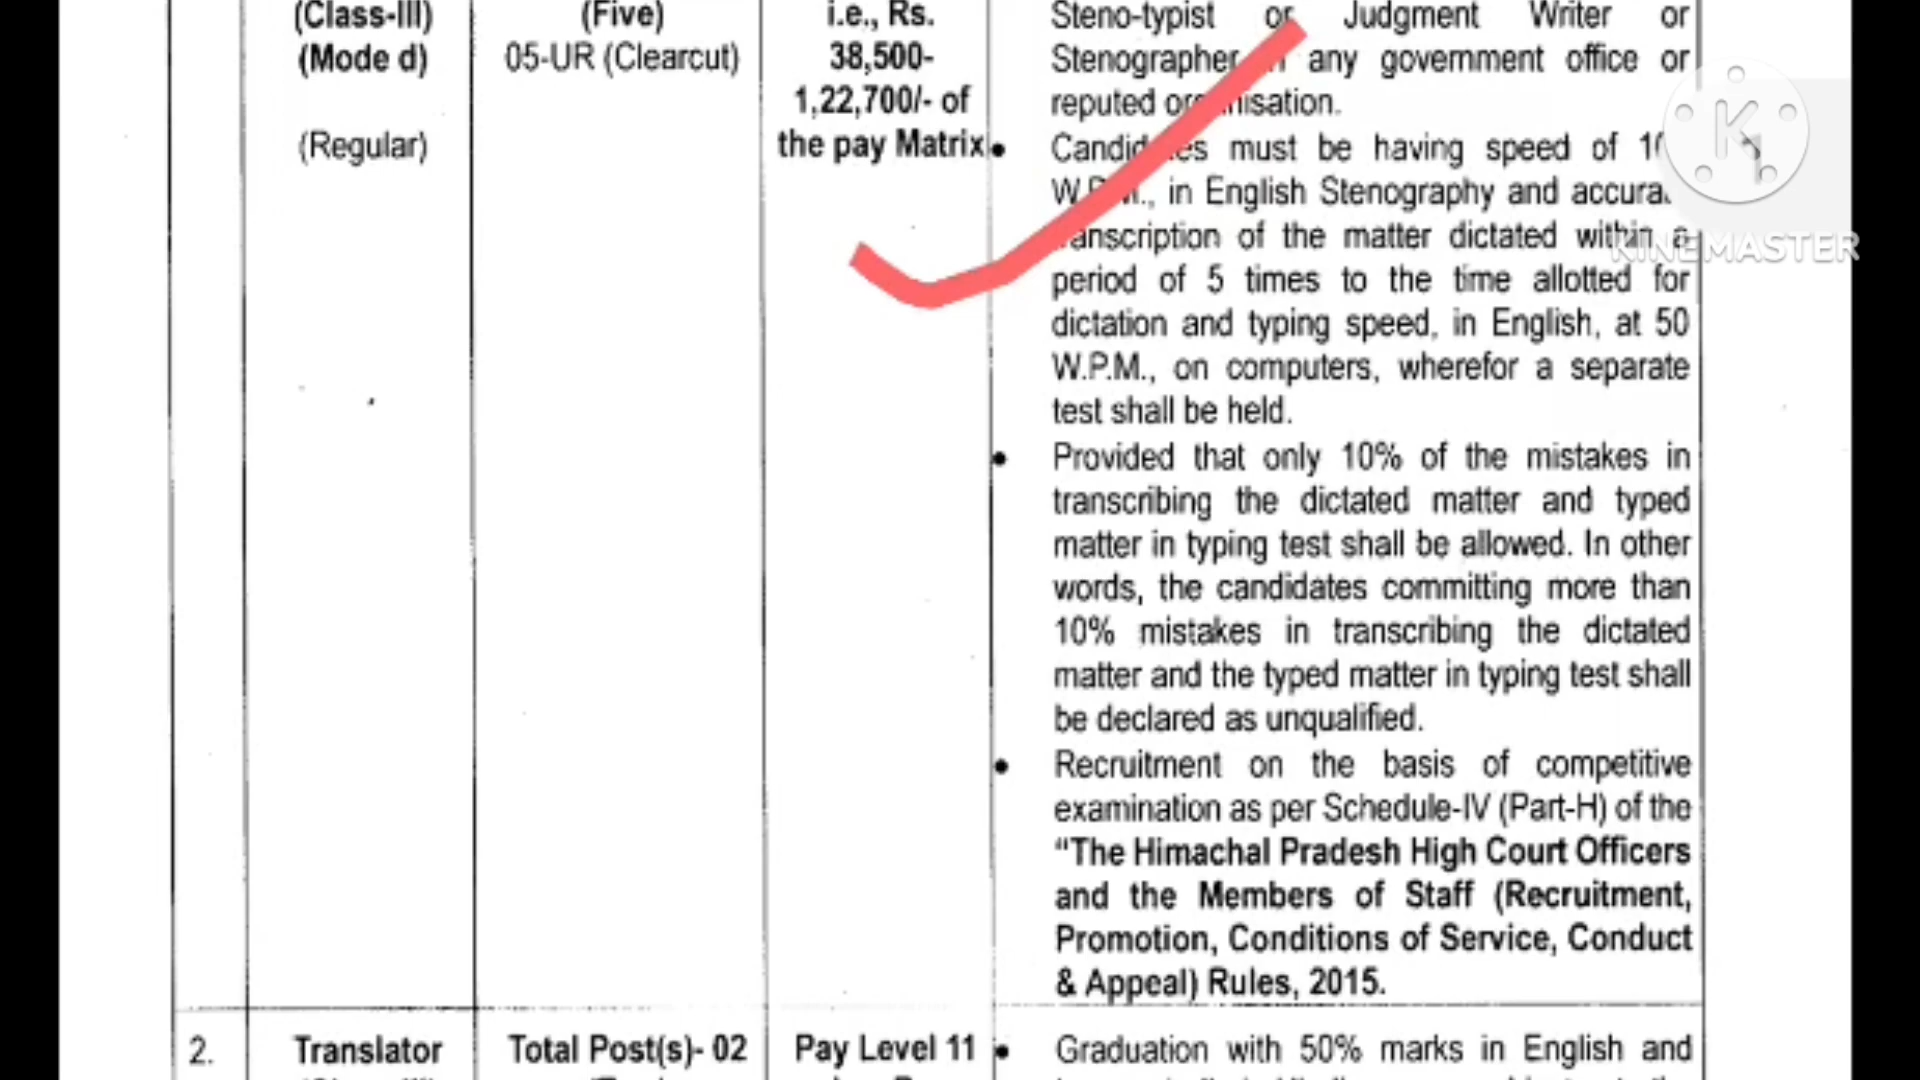 (Class-III)
(Mode d)
(Regular)
(Five)
05-UR (Clearcut)
i.e., Rs.
38,500-
1,22,700/- of
the pay Matrix
Steno-typist or Judgment Writer or
Stenographer any government office or
reputed organisation.
• Candidates must be having speed of
W.P.M., in English Stenography and
transcription of the matter dictated within a
period of 5 times to the time allotted for
dictation and typing speed, in English, at 50
W.P.M., on computers, wherefor a separate
test shall be held.
• Provided that only 10% of the mistakes in
transcribing the dictated matter and typed
matter in typing test shall be allowed. In other
words, the candidates committing more than
10% mistakes in transcribing the dictated
matter and the typed matter in typing test shall
be declared as unqualified.
• Recruitment on the basis of competitive
examination as per Schedule-IV (Part-H) of the
"The Himachal Pradesh High Court Officers
and the Members of Staff (Recruitment,
Promotion, Conditions of Service, Conduct
& Appeal) Rules, 2015.
2.
Translator
Total Post(s)- 02
Pay Level 11
• Graduation with 50% marks in English and
K
KINEMASTER